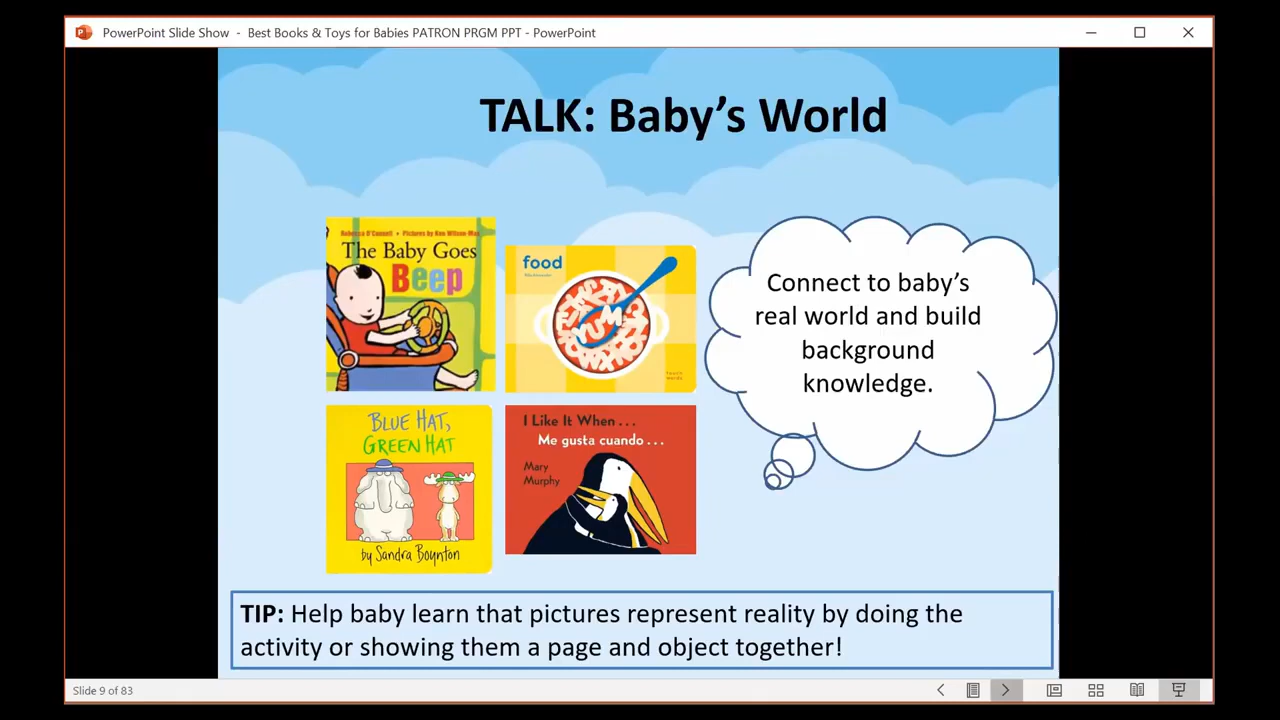 PowerPoint Slide Show - Best Books & Toys for Babies PATRON PRGM PPT - PowerPoint
TALK: Baby's World
Rebecca O'Connell • Pictures by Ken Wilson-Max
The Baby Goes
Beep
food
YUM
touch
words
BLUE HAT,
GREEN HAT
by Sandra Boynton
I Like It When . . .
Me gusta cuando . . .
Mary
Murphy
Connect to baby's
real world and build
background
knowledge.
TIP: Help baby learn that pictures represent reality by doing the
activity or showing them a page and object together!
Slide 9 of 83